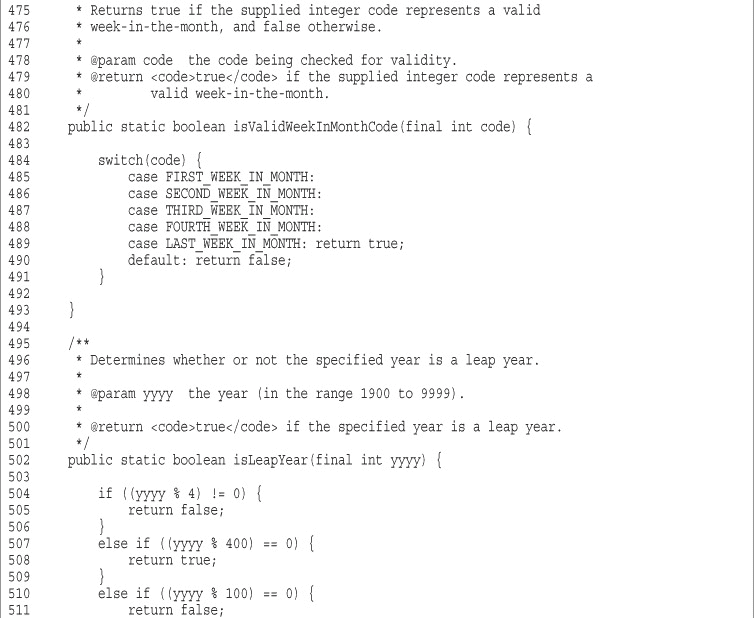 475      * Returns true if the supplied integer code represents a valid
476      * week-in-the-month, and false otherwise.
477      *
478      * @param code  the code being checked for validity.
479      * @return <code>true</code> if the supplied integer code represents a
480      *         valid week-in-the-month.
481      */
482     public static boolean isValidWeekInMonthCode(final int code) {
483
484         switch(code) {
485             case FIRST_WEEK_IN_MONTH:
486             case SECOND_WEEK_IN_MONTH:
487             case THIRD_WEEK_IN_MONTH:
488             case FOURTH_WEEK_IN_MONTH:
489             case LAST_WEEK_IN_MONTH: return true;
490             default: return false;
491         }
492
493     }
494
495     /**
496      * Determines whether or not the specified year is a leap year.
497      *
498      * @param yyyy  the year (in the range 1900 to 9999).
499      *
500      * @return <code>true</code> if the specified year is a leap year.
501      */
502     public static boolean isLeapYear(final int yyyy) {
503
504         if ((yyyy % 4) != 0) {
505             return false;
506         }
507         else if ((yyyy % 400) == 0) {
508             return true;
509         }
510         else if ((yyyy % 100) == 0) {
511             return false;